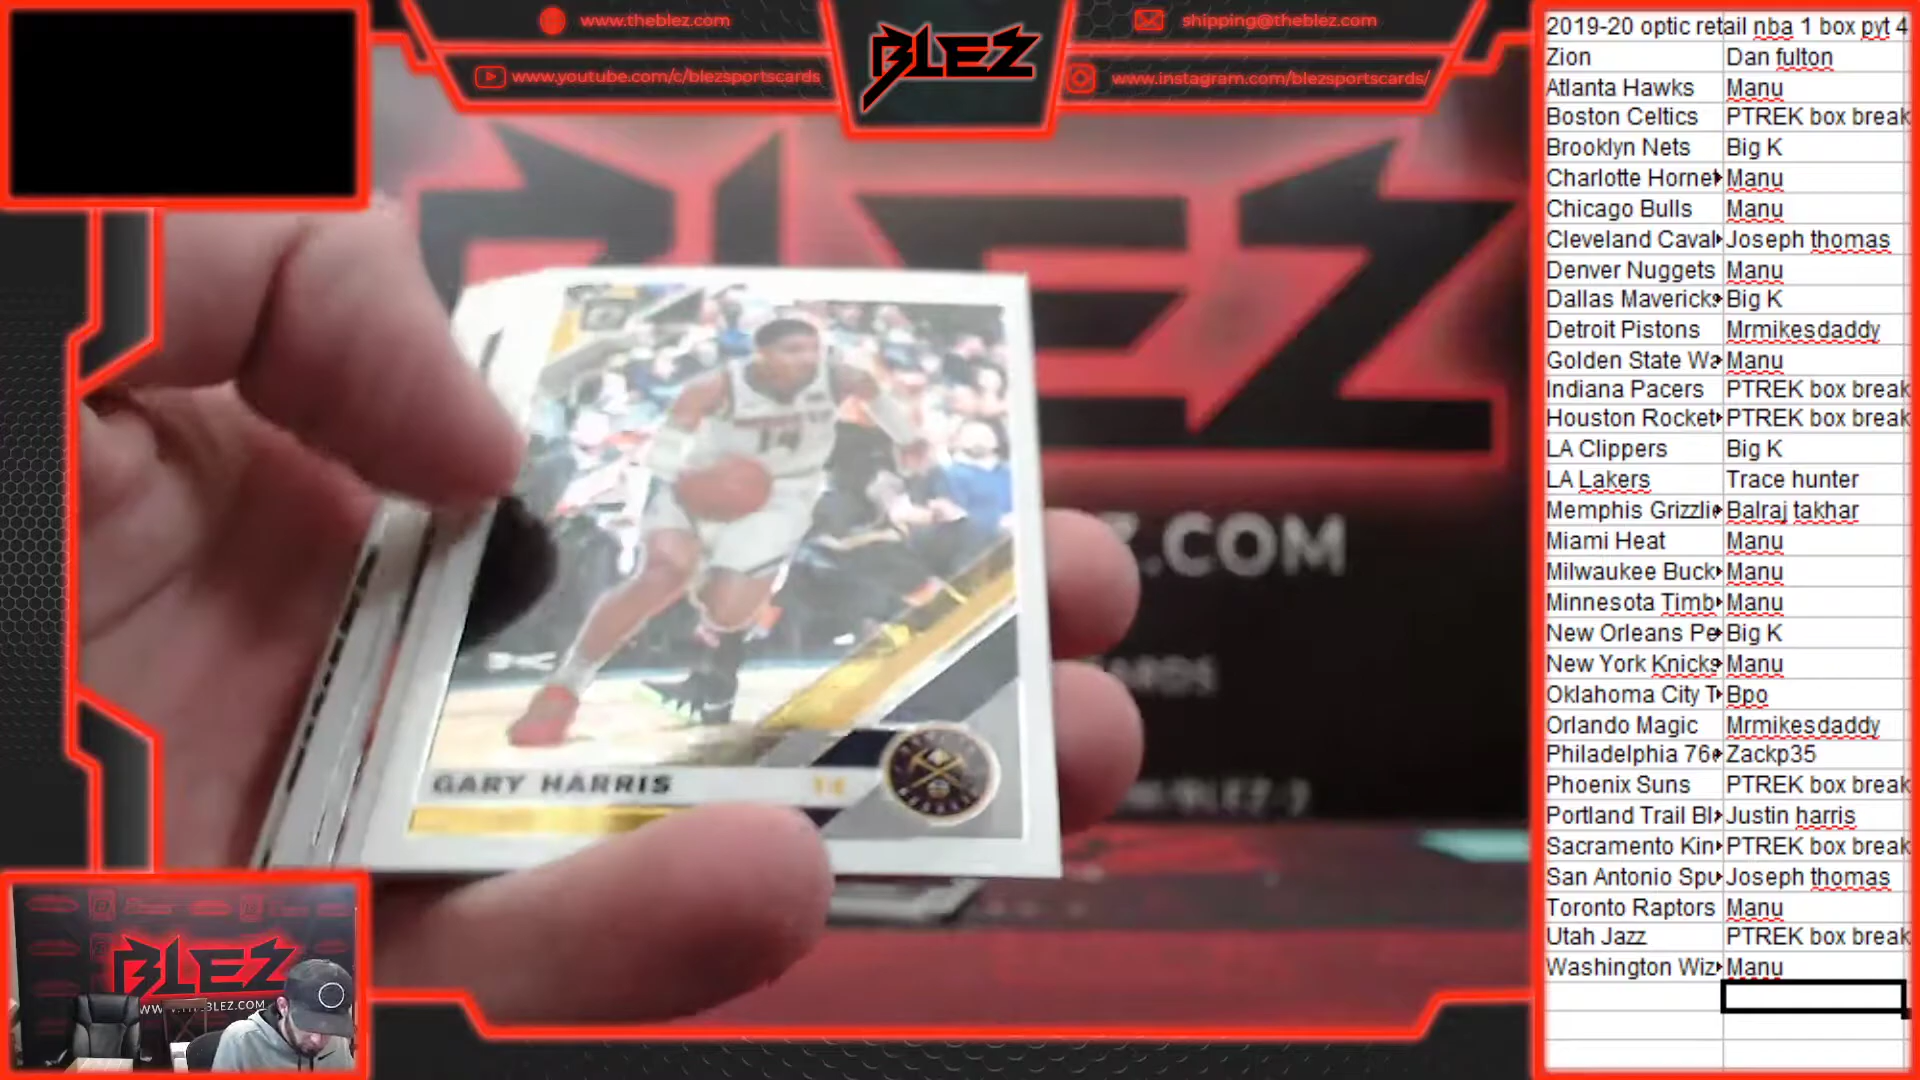 www.theblez.com
shipping@theblez.com
BLEZ
www.youtube.com/c/blezsportscards
www.instagram.com/blezsportscards/
2019-20 optic retail nba 1 box pyt 4
Zion Dan fulton
Atlanta Hawks Manu
Boston Celtics PTREK box break
Brooklyn Nets Big K
Charlotte Hornet Manu
Chicago Bulls Manu
Cleveland Caval Joseph thomas
Denver Nuggets Manu
Dallas Mavericks Big K
Detroit Pistons Mrmikesdaddy
Golden State Wa Manu
Indiana Pacers PTREK box break
Houston Rocket PTREK box break
LA Clippers Big K
LA Lakers Trace hunter
Memphis Grizzli Balraj takhar
Miami Heat Manu
Milwaukee Buck Manu
Minnesota Timb Manu
New Orleans Pe Big K
New York Knicks Manu
Oklahoma City T Bpo
Orlando Magic Mrmikesdaddy
Philadelphia 76 Zackp35
Phoenix Suns PTREK box break
Portland Trail Bl Justin harris
Sacramento Kin PTREK box break
San Antonio Spu Joseph thomas
Toronto Raptors Manu
Utah Jazz PTREK box break
Washington Wiz Manu
BLEZ
Z.COM
ARDS
14
GARY HARRIS 14
BLEZ